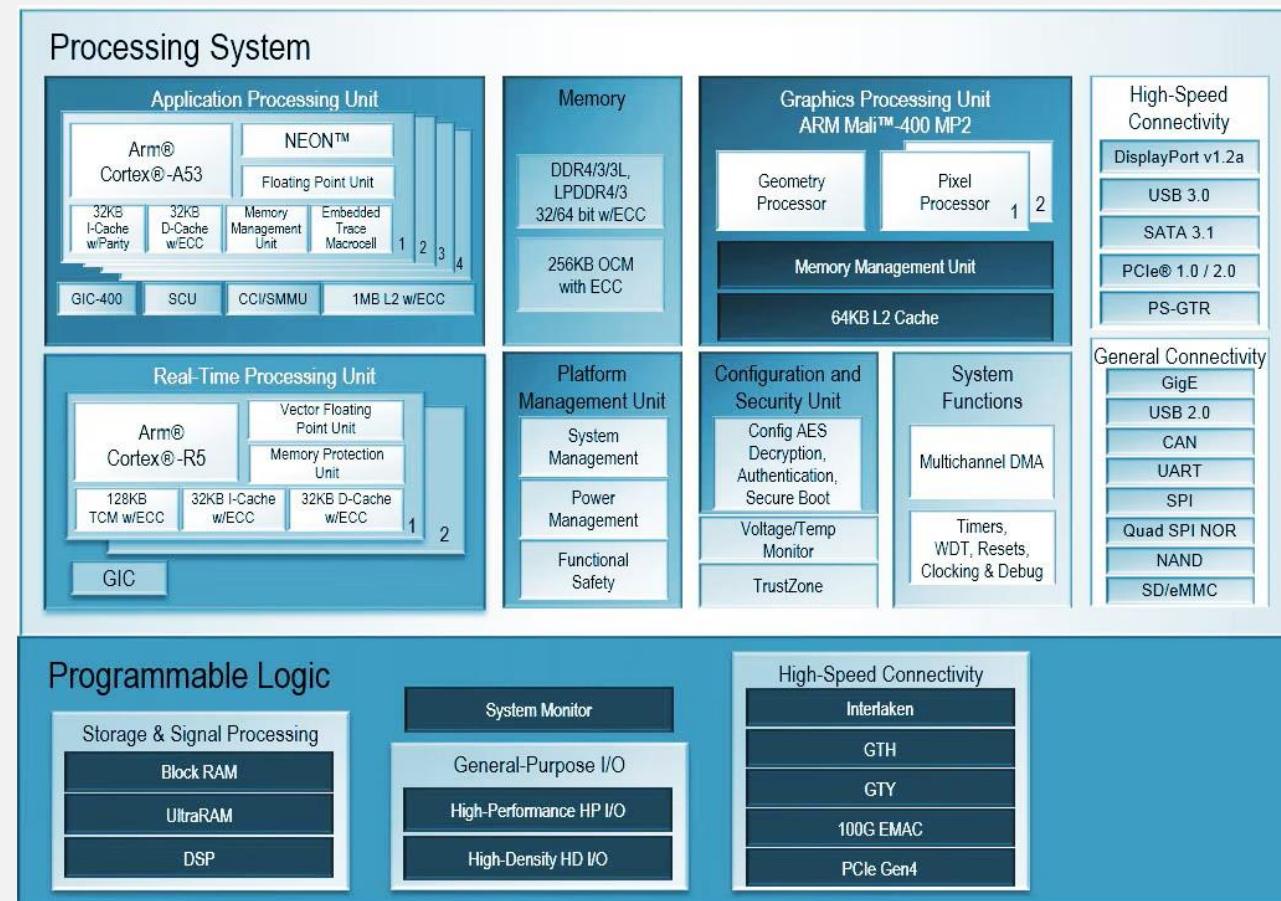 Processing System
Application Processing Unit
Arm®
Cortex®-A53
NEON™
Floating Point Unit
32KB
I-Cache
w/Parity
32KB
D-Cache
w/ECC
Memory
Management
Unit
Embedded
Trace
Macrocell
1
2
3
4
GIC-400
SCU
CCI/SMMU
1MB L2 w/ECC
Memory
DDR4/3/3L,
LPDDR4/3
32/64 bit w/ECC
256KB OCM
with ECC
Graphics Processing Unit
ARM Mali™-400 MP2
Geometry
Processor
Pixel
Processor
1
2
Memory Management Unit
64KB L2 Cache
High-Speed
Connectivity
DisplayPort v1.2a
USB 3.0
SATA 3.1
PCIe® 1.0 / 2.0
PS-GTR
Real-Time Processing Unit
Arm®
Cortex®-R5
Vector Floating
Point Unit
Memory Protection
Unit
128KB
TCM w/ECC
32KB I-Cache
w/ECC
32KB D-Cache
w/ECC
1
2
GIC
Platform
Management Unit
System
Management
Power
Management
Functional
Safety
Configuration and
Security Unit
Config AES
Decryption,
Authentication,
Secure Boot
Voltage/Temp
Monitor
TrustZone
System
Functions
Multichannel DMA
Timers,
WDT, Resets,
Clocking & Debug
General Connectivity
GigE
USB 2.0
CAN
UART
SPI
Quad SPI NOR
NAND
SD/eMMC
Programmable Logic
Storage & Signal Processing
Block RAM
UltraRAM
DSP
System Monitor
General-Purpose I/O
High-Performance HP I/O
High-Density HD I/O
High-Speed Connectivity
Interlaken
GTH
GTY
100G EMAC
PCIe Gen4